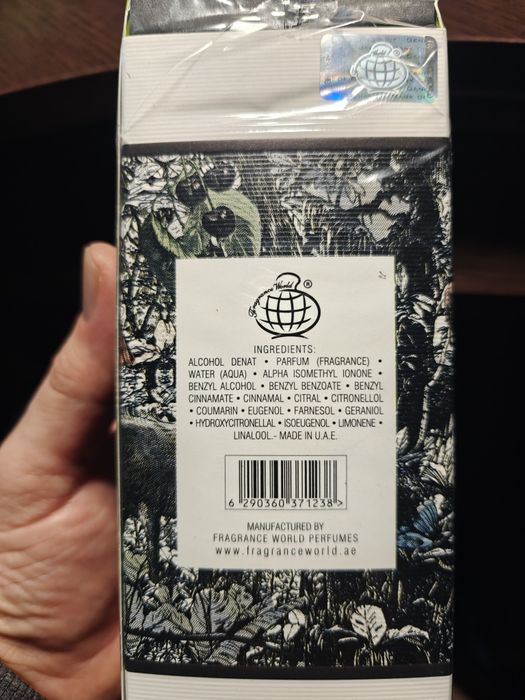 World
Fragrance World ®
INGREDIENTS:
ALCOHOL DENAT • PARFUM (FRAGRANCE) •
WATER (AQUA) • ALPHA ISOMETHYL IONONE •
BENZYL ALCOHOL • BENZYL BENZOATE • BENZYL
CINNAMATE • CINNAMAL • CITRAL • CITRONELLOL
• COUMARIN • EUGENOL • FARNESOL • GERANIOL
• HYDROXYCITRONELLAL • ISOEUGENOL • LIMONENE •
LINALOOL.- MADE IN U.A.E.
6 290360 371238 >
MANUFACTURED BY
FRAGRANCE WORLD PERFUMES
www.fragranceworld.ae